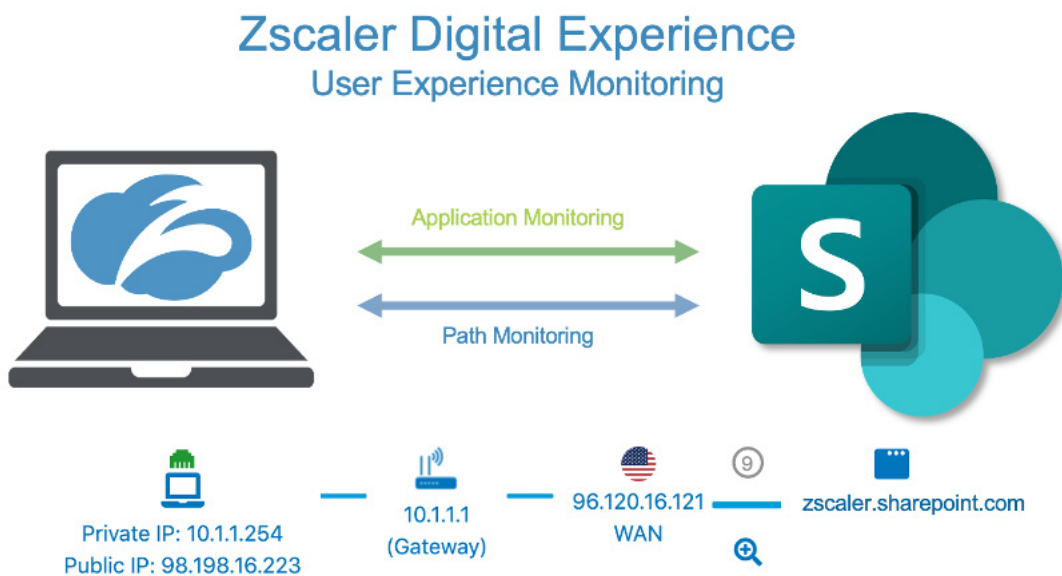 Zscaler Digital Experience
User Experience Monitoring
Application Monitoring
S
Path Monitoring
9
Private IP: 10.1.1.254
Public IP: 98.198.16.223
10.1.1.1
(Gateway)
96.120.16.121
WAN
zscaler.sharepoint.com